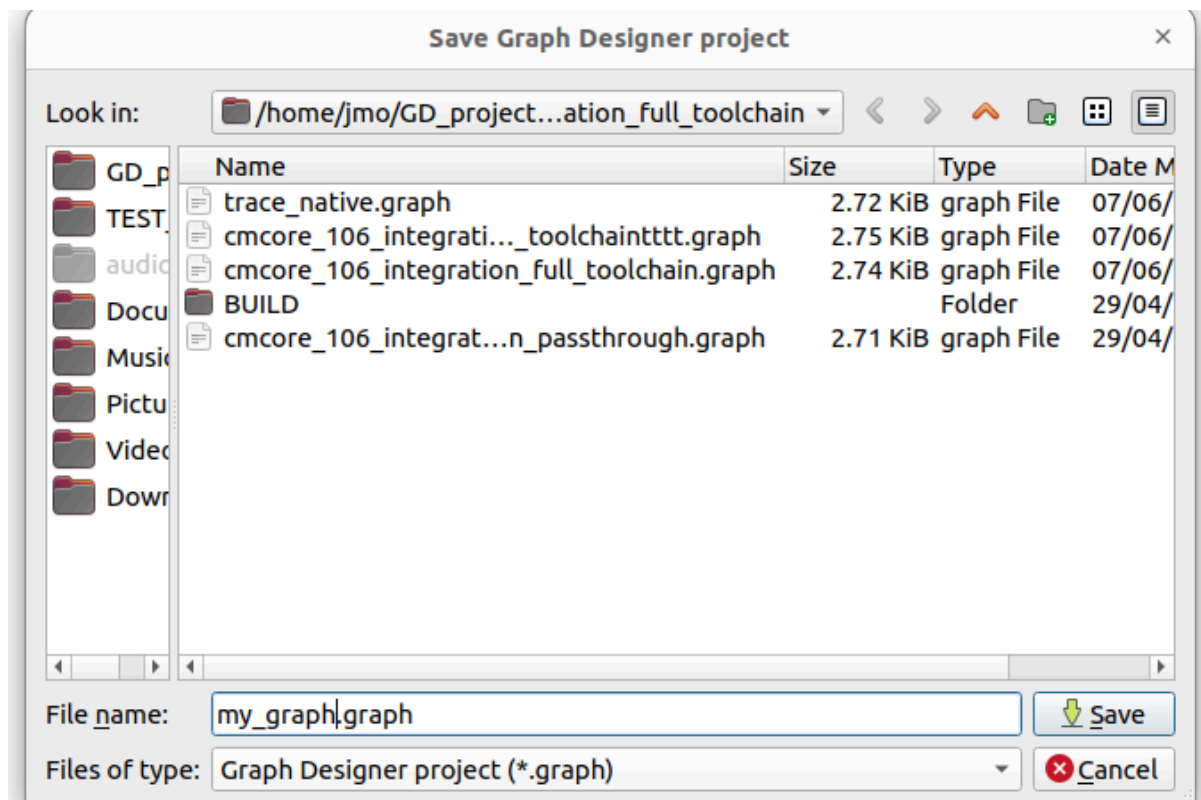 Save Graph Designer project
Look in: /home/jmo/GD_project...ation_full_toolchain
GD_p
TEST_
audio
Docu
Music
Pictu
Video
Down
Name Size Type Date M
trace_native.graph 2.72 KiB graph File 07/06/
cmcore_106_integrati..._toolchaintttt.graph 2.75 KiB graph File 07/06/
cmcore_106_integration_full_toolchain.graph 2.74 KiB graph File 07/06/
BUILD Folder 29/04/
cmcore_106_integrat...n_passthrough.graph 2.71 KiB graph File 29/04/
File name: my_graph.graph Save
Files of type: Graph Designer project (*.graph) Cancel